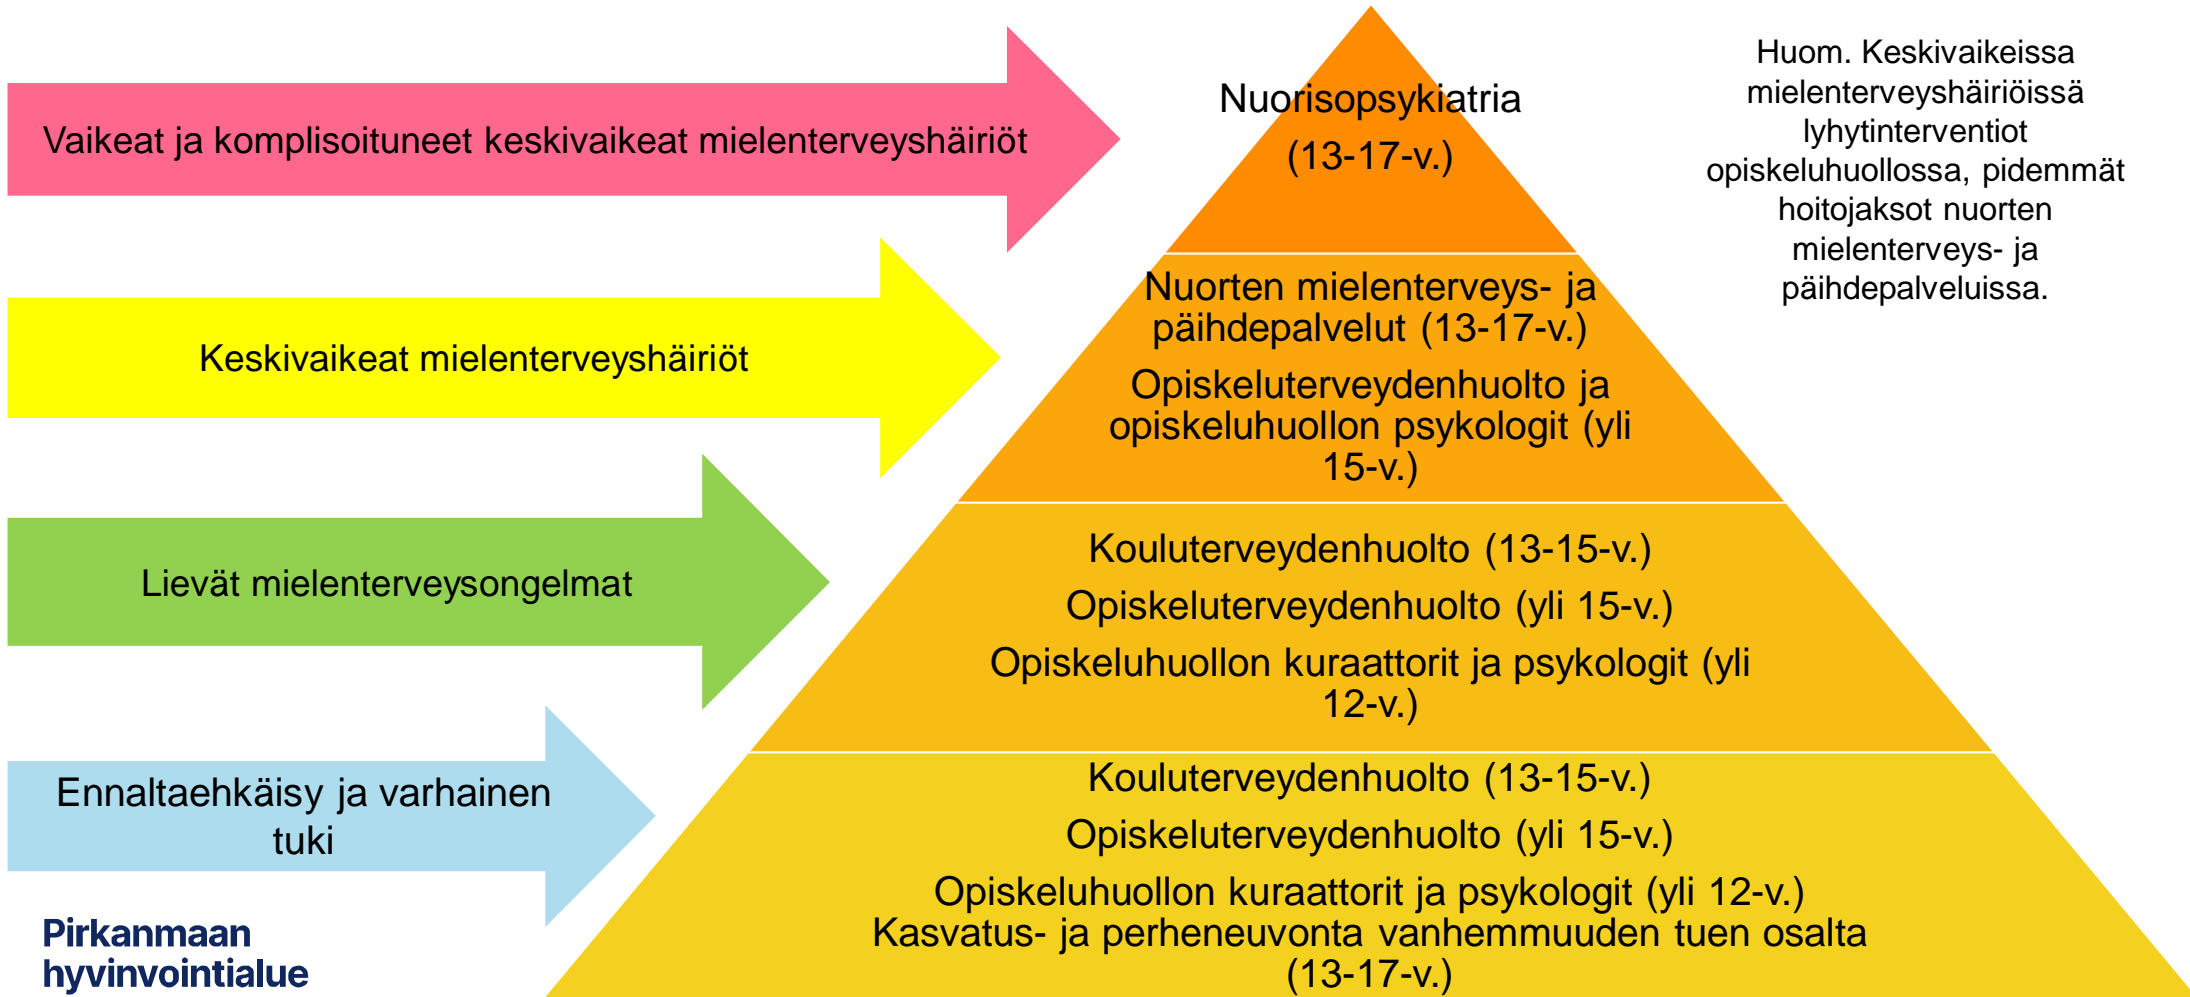 Vaikeat ja komplisoituneet keskivaikeat mielenterveyshäiriöt
Nuorisopsykiatria
(13-17-v.)
Huom. Keskivaikeissa
mielenterveyshäiriöissä
lyhytinterventiot
opiskeluhuollossa, pidemmät
hoitojaksot nuorten
mielenterveys- ja
päihdepalveluissa.
Keskivaikeat mielenterveyshäiriöt
Nuorten mielenterveys- ja
päihdepalvelut (13-17-v.)
Opiskeluterveydenhuolto ja
opiskeluhuollon psykologit (yli
15-v.)
Lievät mielenterveysongelmat
Kouluterveydenhuolto (13-15-v.)
Opiskeluterveydenhuolto (yli 15-v.)
Opiskeluhuollon kuraattorit ja psykologit (yli
12-v.)
Ennaltaehkäisy ja varhainen
tuki
Kouluterveydenhuolto (13-15-v.)
Opiskeluterveydenhuolto (yli 15-v.)
Opiskeluhuollon kuraattorit ja psykologit (yli 12-v.)
Kasvatus- ja perheneuvonta vanhemmuuden tuen osalta
(13-17-v.)
Pirkanmaan
hyvinvointialue